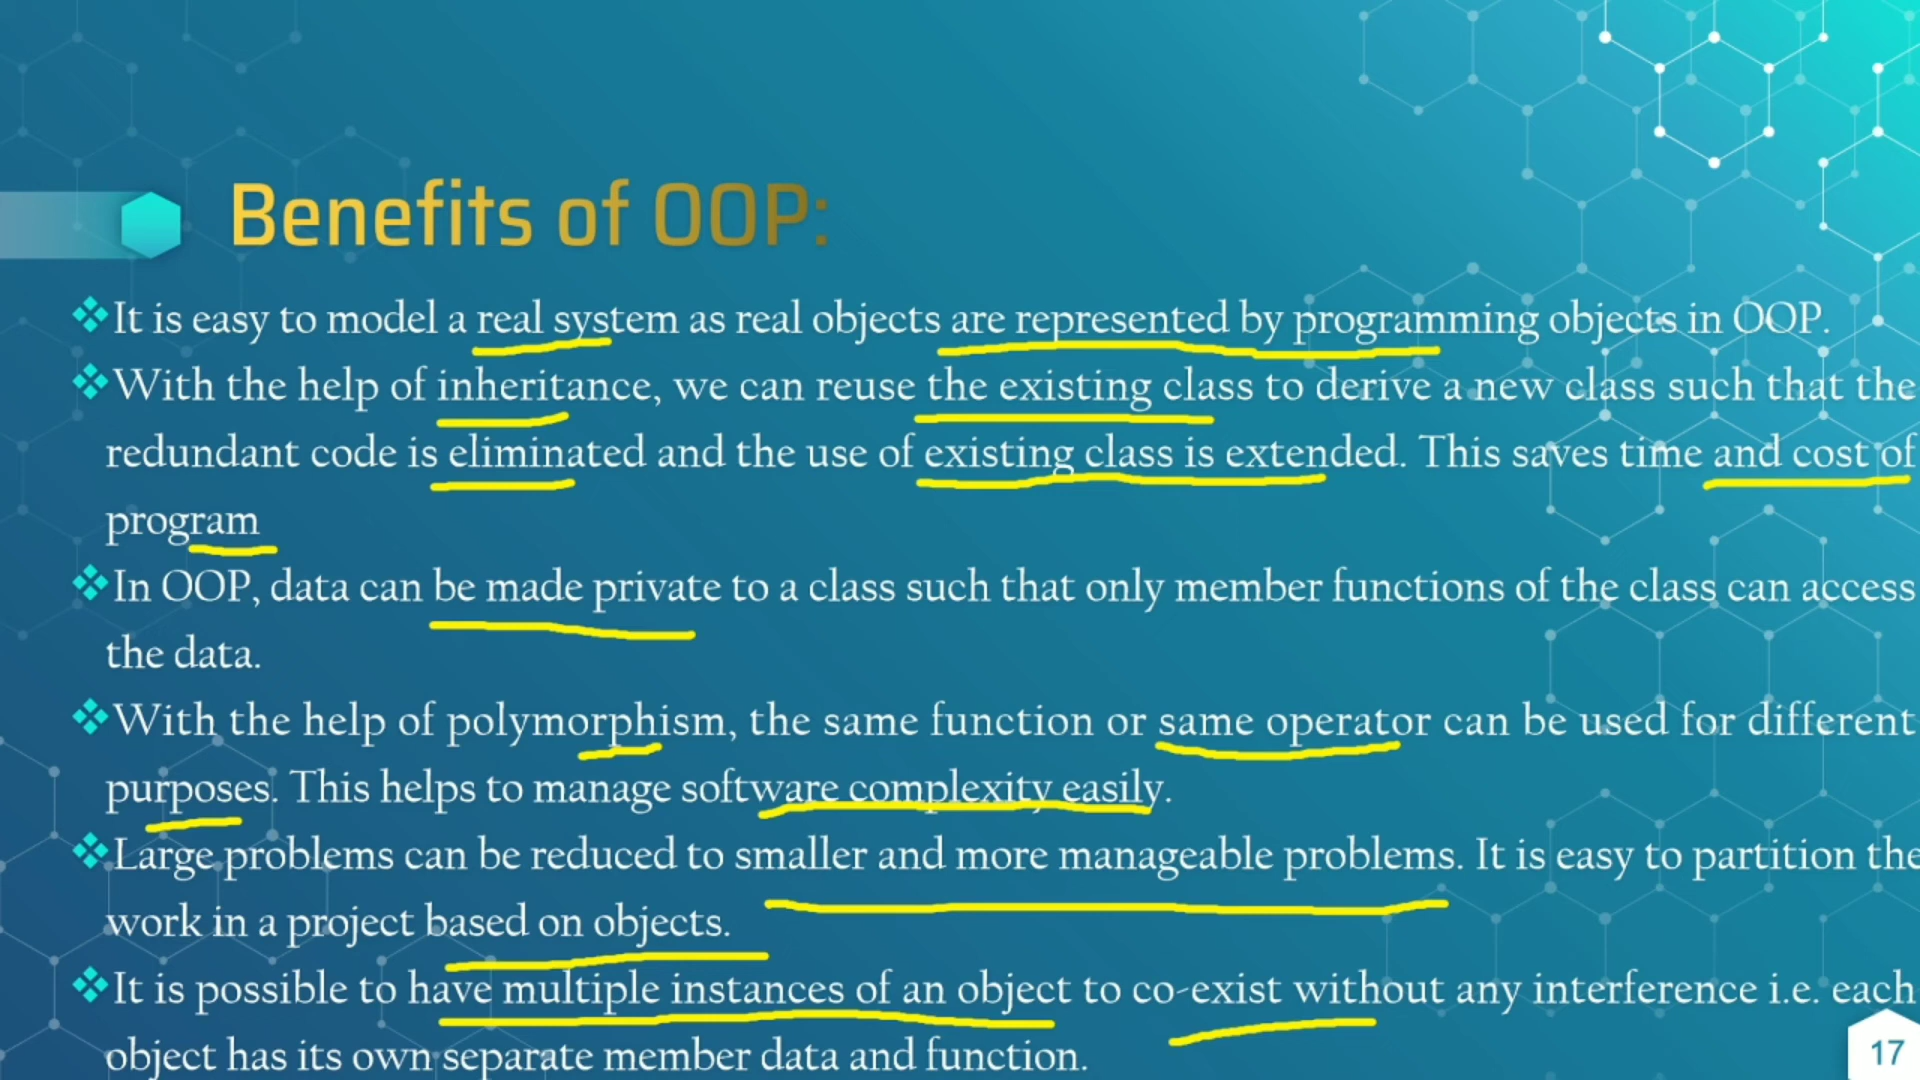 Benefits of OOP:
It is easy to model a real system as real objects are represented by programming objects in OOP.
With the help of inheritance, we can reuse the existing class to derive a new class such that the
redundant code is eliminated and the use of existing class is extended. This saves time and cost of
program
In OOP, data can be made private to a class such that only member functions of the class can access
the data.
With the help of polymorphism, the same function or same operator can be used for different
purposes. This helps to manage software complexity easily.
Large problems can be reduced to smaller and more manageable problems. It is easy to partition the
work in a project based on objects.
It is possible to have multiple instances of an object to co-exist without any interference i.e. each
object has its own separate member data and function.
17